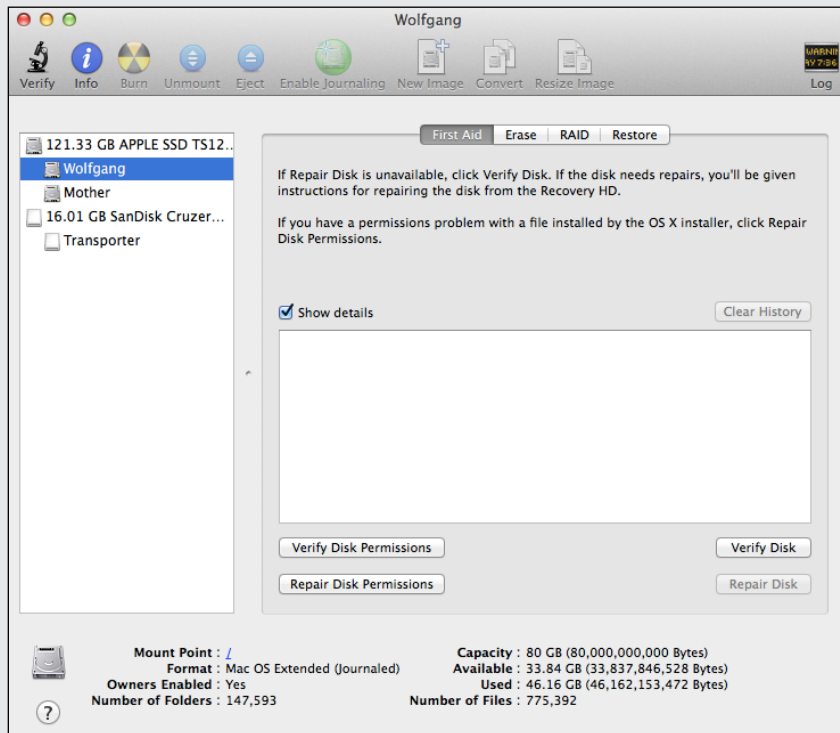 Wolfgang
Verify
Info
Burn
Unmount
Eject
Enable Journaling
New Image
Convert
Resize Image
WARNIN
AY 7:36
Log
121.33 GB APPLE SSD TS12...
Wolfgang
Mother
16.01 GB SanDisk Cruzer...
Transporter
First Aid
Erase
RAID
Restore
If Repair Disk is unavailable, click Verify Disk. If the disk needs repairs, you'll be given
instructions for repairing the disk from the Recovery HD.
If you have a permissions problem with a file installed by the OS X installer, click Repair
Disk Permissions.
Show details
Clear History
Verify Disk Permissions
Verify Disk
Repair Disk Permissions
Repair Disk
Mount Point : /
Format : Mac OS Extended (Journaled)
Owners Enabled : Yes
Number of Folders : 147,593
Capacity : 80 GB (80,000,000,000 Bytes)
Available : 33.84 GB (33,837,846,528 Bytes)
Used : 46.16 GB (46,162,153,472 Bytes)
Number of Files : 775,392
?